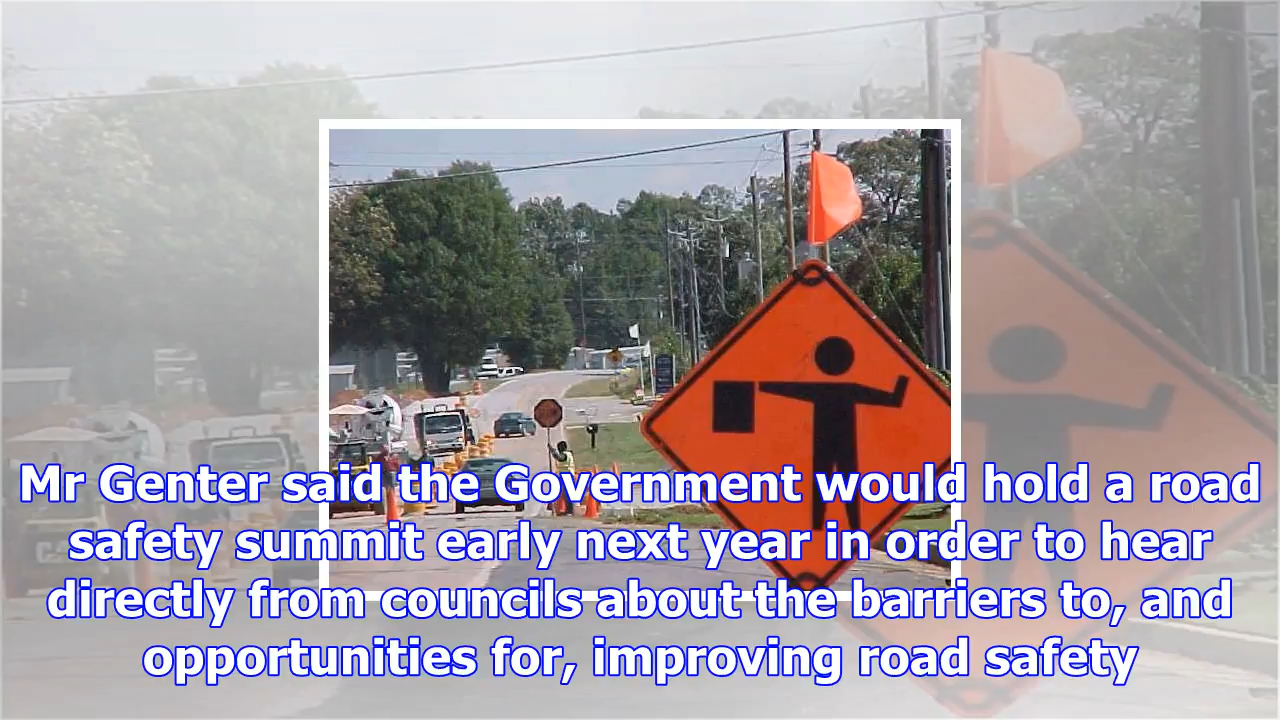 Mr Genter said the Government would hold a road
safety summit early next year in order to hear
directly from councils about the barriers to, and
opportunities for, improving road safety